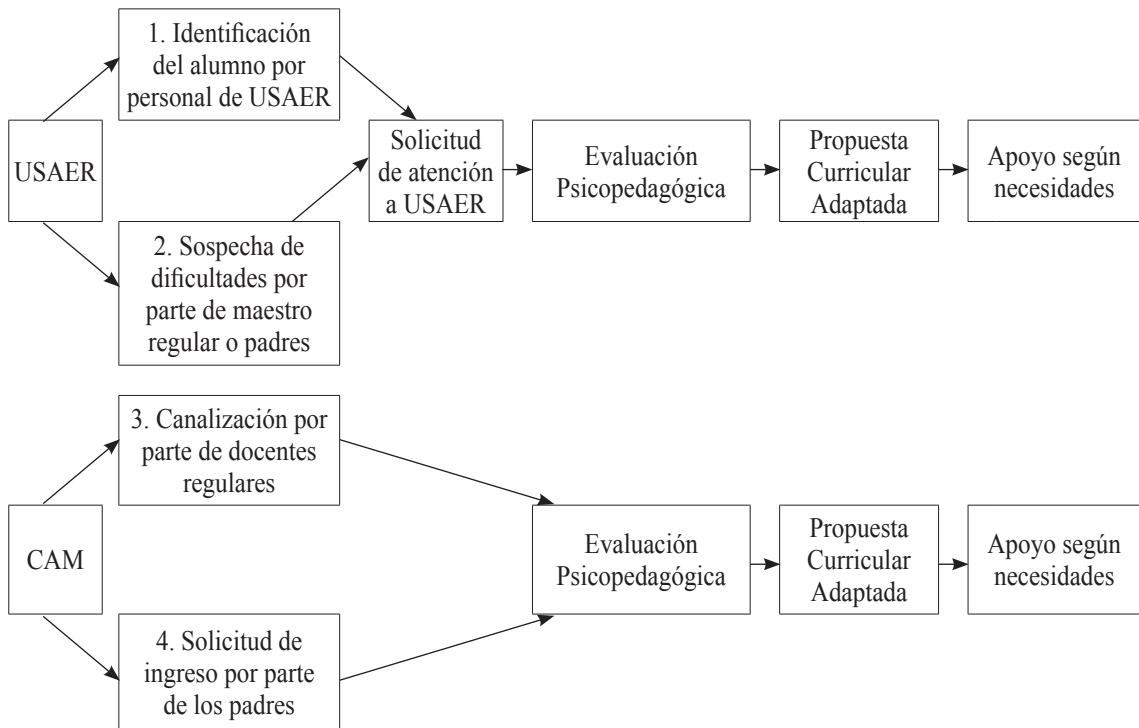 1. Identificación
del alumno por
personal de USAER
USAER
Solicitud
de atención
a USAER
Evaluación
Psicopedagógica
Propuesta
Curricular
Adaptada
Apoyo según
necesidades
2. Sospecha de
dificultades por
parte de maestro
regular o padres
3. Canalización por
parte de docentes
regulares
CAM
Evaluación
Psicopedagógica
Propuesta
Curricular
Adaptada
Apoyo según
necesidades
4. Solicitud de
ingreso por parte
de los padres